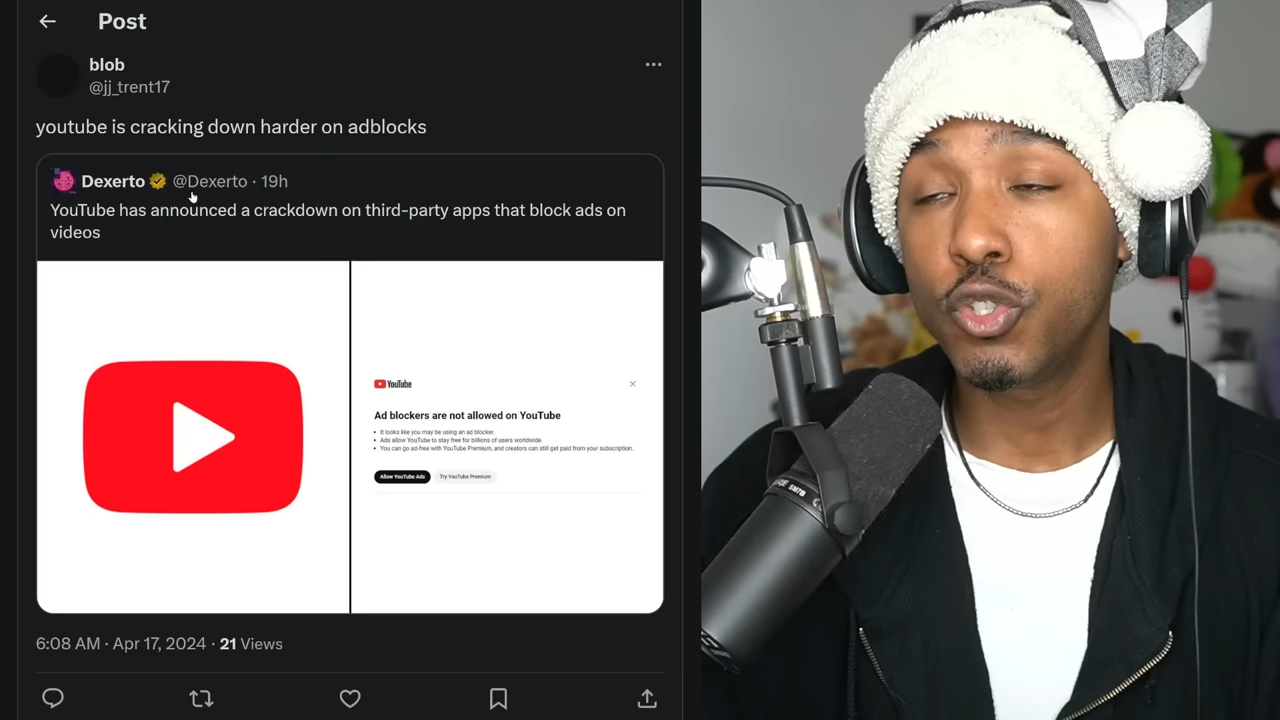 Post
blob
@jj_trent17
youtube is cracking down harder on adblocks
Dexerto @Dexerto · 19h
YouTube has announced a crackdown on third-party apps that block ads on
videos
YouTube
Ad blockers are not allowed on YouTube
• It looks like you may be using an ad blocker.
• Ads allow YouTube to stay free for billions of users worldwide.
• You can go ad-free with YouTube Premium, and creators can still get paid from your subscription.
Allow YouTube Ads Try YouTube Premium
6:08 AM · Apr 17, 2024 · 21 Views
SM7B